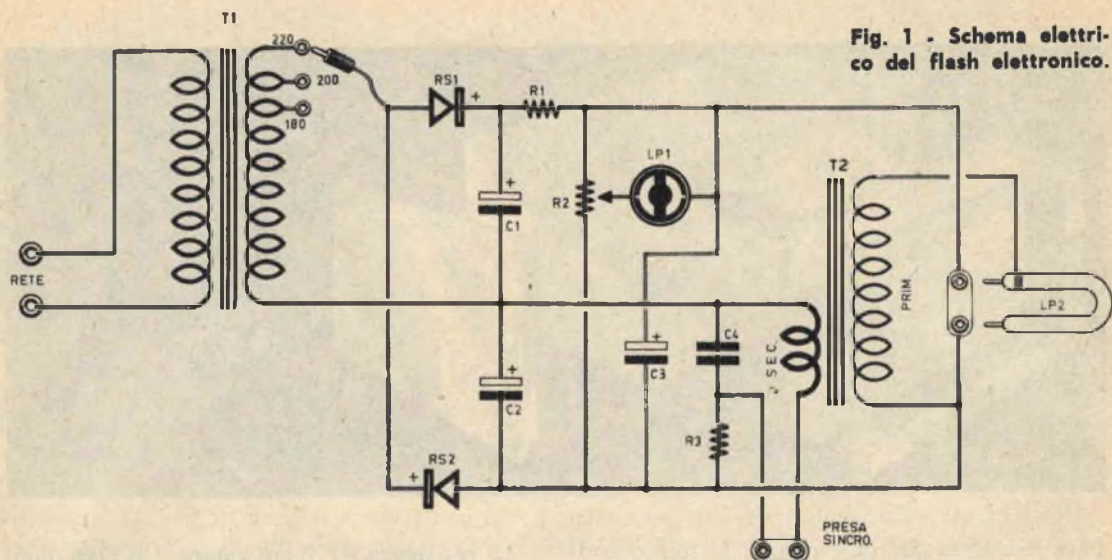 T1
Fig. 1 - Schema elettri-
co del flash elettronico.
220
200
180
RS1
+
R1
LP1
T2
R2
+
C1
RETE
PRIM
LP2
C4
SEC.
+
C3
+
C2
R3
RS2
+
PRESA
SINCRO.